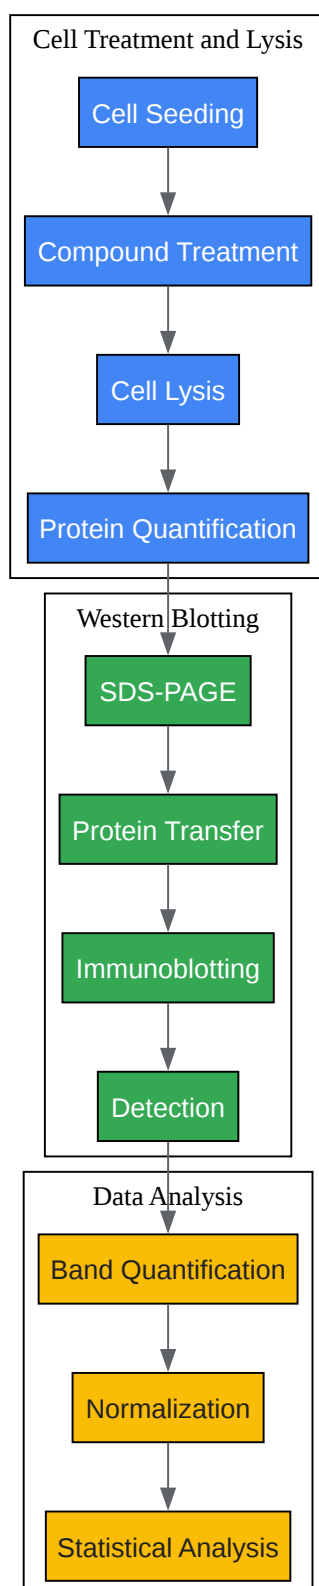 Cell Treatment and Lysis
Cell Seeding
Compound Treatment
Cell Lysis
Protein Quantification
Western Blotting
SDS-PAGE
Protein Transfer
Immunoblotting
Detection
Data Analysis
Band Quantification
Normalization
Statistical Analysis